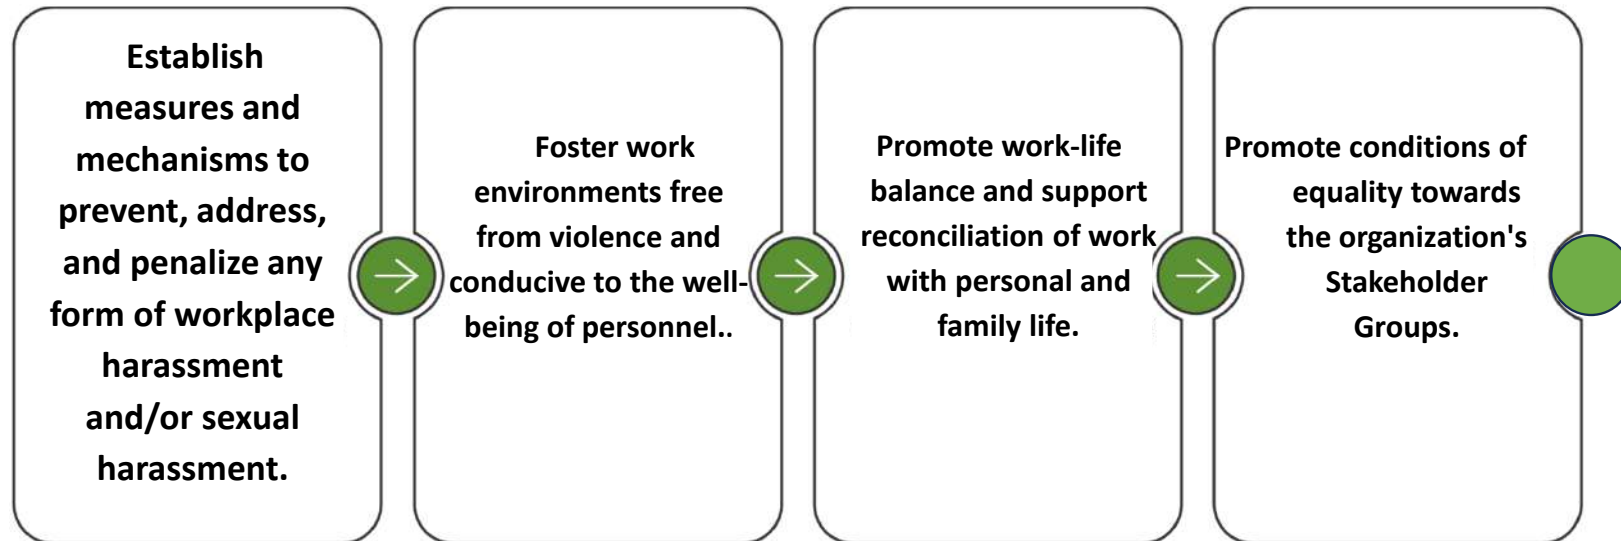 Establish
measures and
mechanisms to
prevent, address,
and penalize any
form of workplace
harassment
and/or sexual
harassment.
Foster work
environments free
from violence and
conducive to the well-
being of personnel..
Promote work-life
balance and support
reconciliation of work
with personal and
family life.
Promote conditions of
equality towards
the organization's
Stakeholder
Groups.